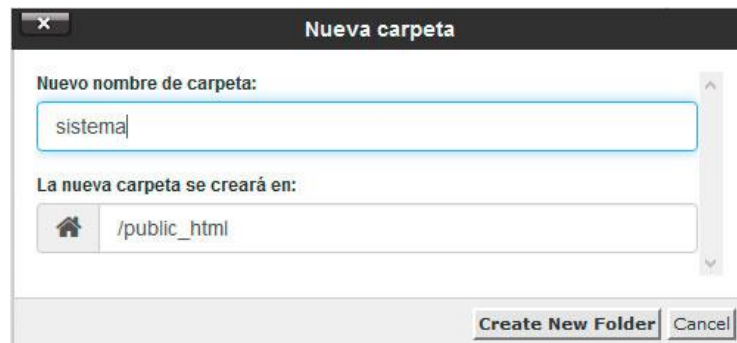 Nueva carpeta
Nuevo nombre de carpeta:
sistema
La nueva carpeta se creará en:
/public_html
Create New Folder Cancel